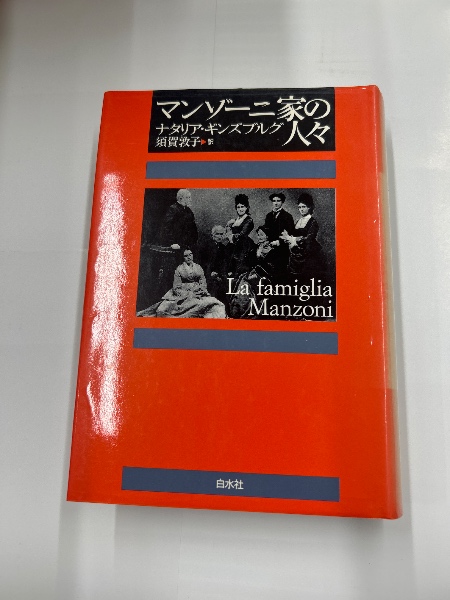 マンゾーニ家の人々
ナタリア・ギンズブルグ
須賀敦子▶訳
La famiglia
Manzoni
白水社